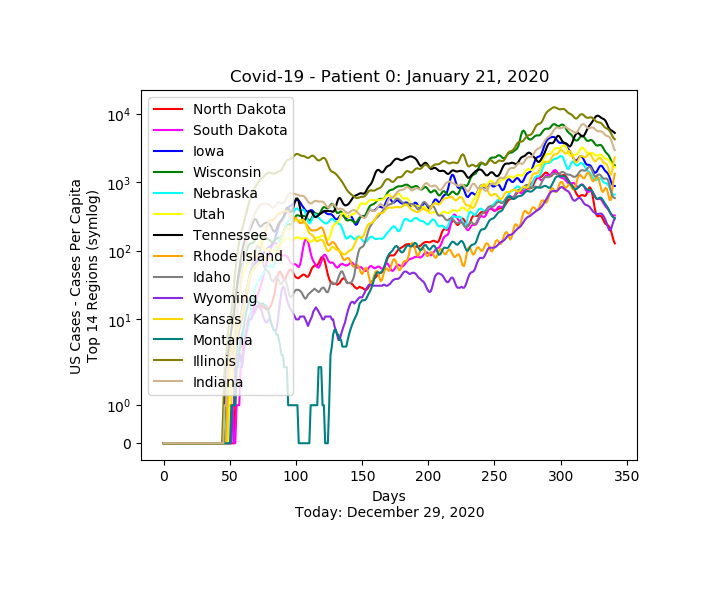 Covid-19 - Patient 0: January 21, 2020
US Cases - Cases Per Capita
Top 14 Regions (symlog)
10^4
10^3
10^2
10^1
10^0
0
North Dakota
South Dakota
Iowa
Wisconsin
Nebraska
Utah
Tennessee
Rhode Island
Idaho
Wyoming
Kansas
Montana
Illinois
Indiana
0 50 100 150 200 250 300 350
Days
Today: December 29, 2020